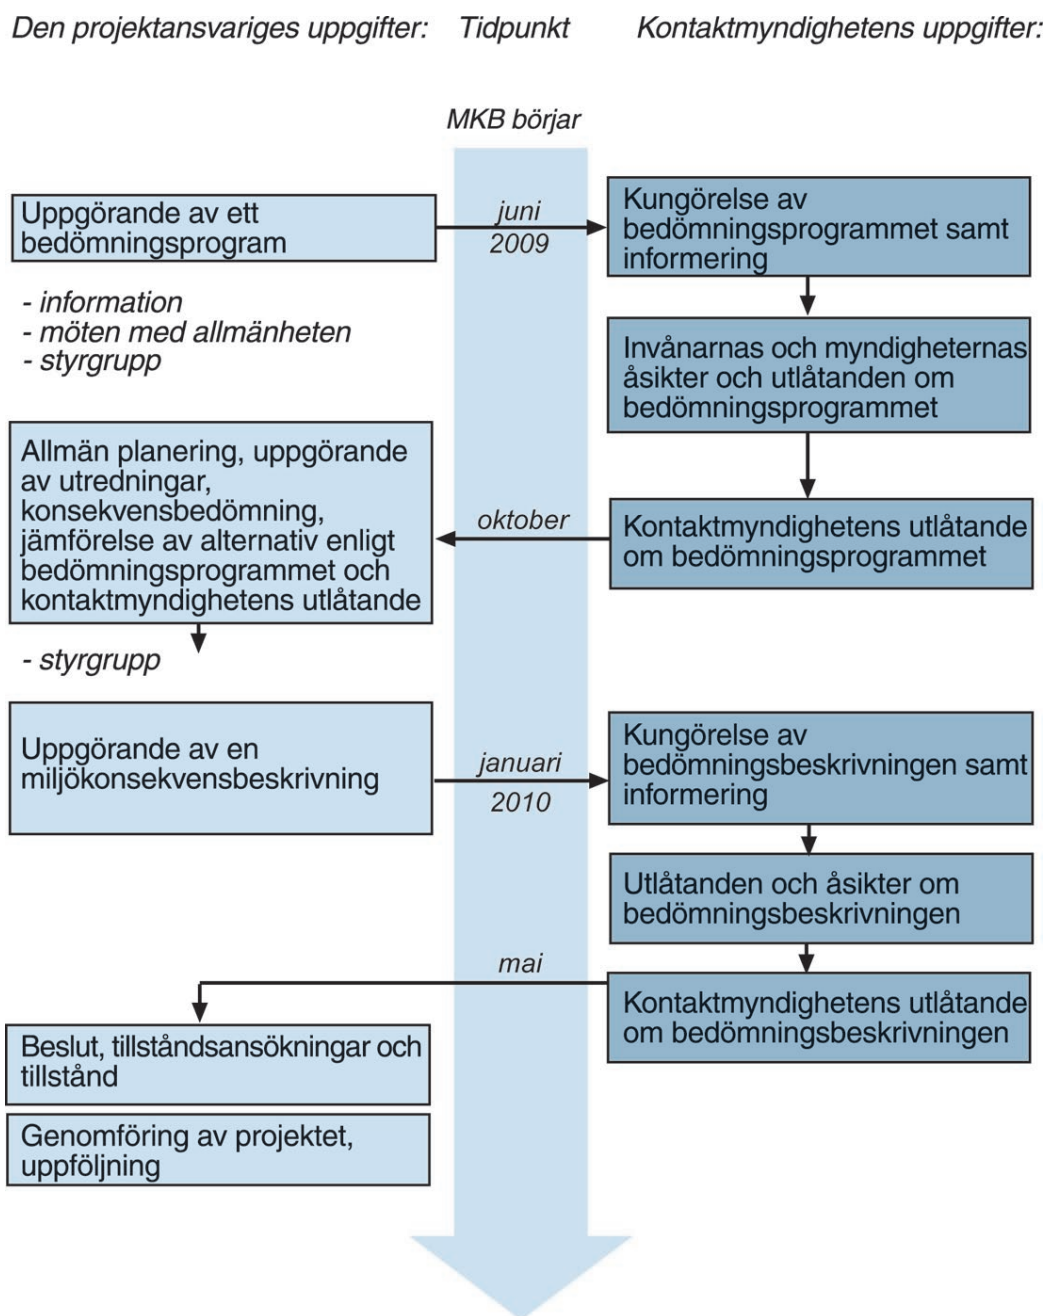 Den projektansvariges uppgifter:
Tidpunkt
Kontaktmyndighetens uppgifter:
MKB börjar
Uppgörande av ett
bedömningsprogram
juni
2009
Kungörelse av
bedömningsprogrammet samt
informering
- information
- möten med allmänheten
- styrgrupp
Invånarnas och myndigheternas
åsikter och utlåtanden om
bedömningsprogrammet
Allmän planering, uppgörande
av utredningar,
konsekvensbedömning,
jämförelse av alternativ enligt
bedömningsprogrammet och
kontaktmyndighetens utlåtande
oktober
Kontaktmyndighetens utlåtande
om bedömningsprogrammet
- styrgrupp
Uppgörande av en
miljökonsekvensbeskrivning
januari
2010
Kungörelse av
bedömningsbeskrivningen samt
informering
Utlåtanden och åsikter om
bedömningsbeskrivningen
mai
Kontaktmyndighetens utlåtande
om bedömningsbeskrivningen
Beslut, tillståndsansökningar och
tillstånd
Genomföring av projektet,
uppföljning